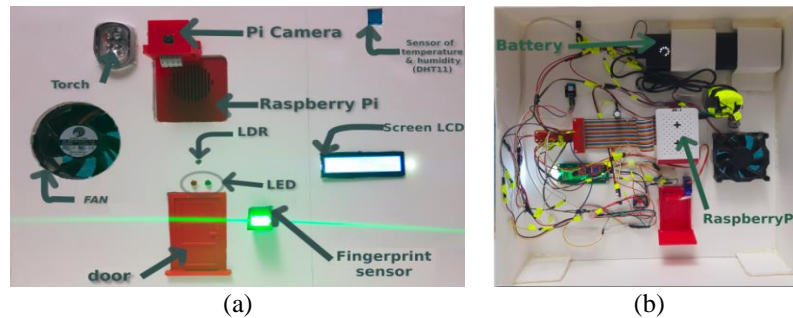 Pi Camera
Sensor of
temperature
& humidity
(DHT11)
Torch
Raspberry Pi
LDR
Screen LCD
FAN
LED
Fingerprint
sensor
door
(a)
Battery
RaspberryP
(b)